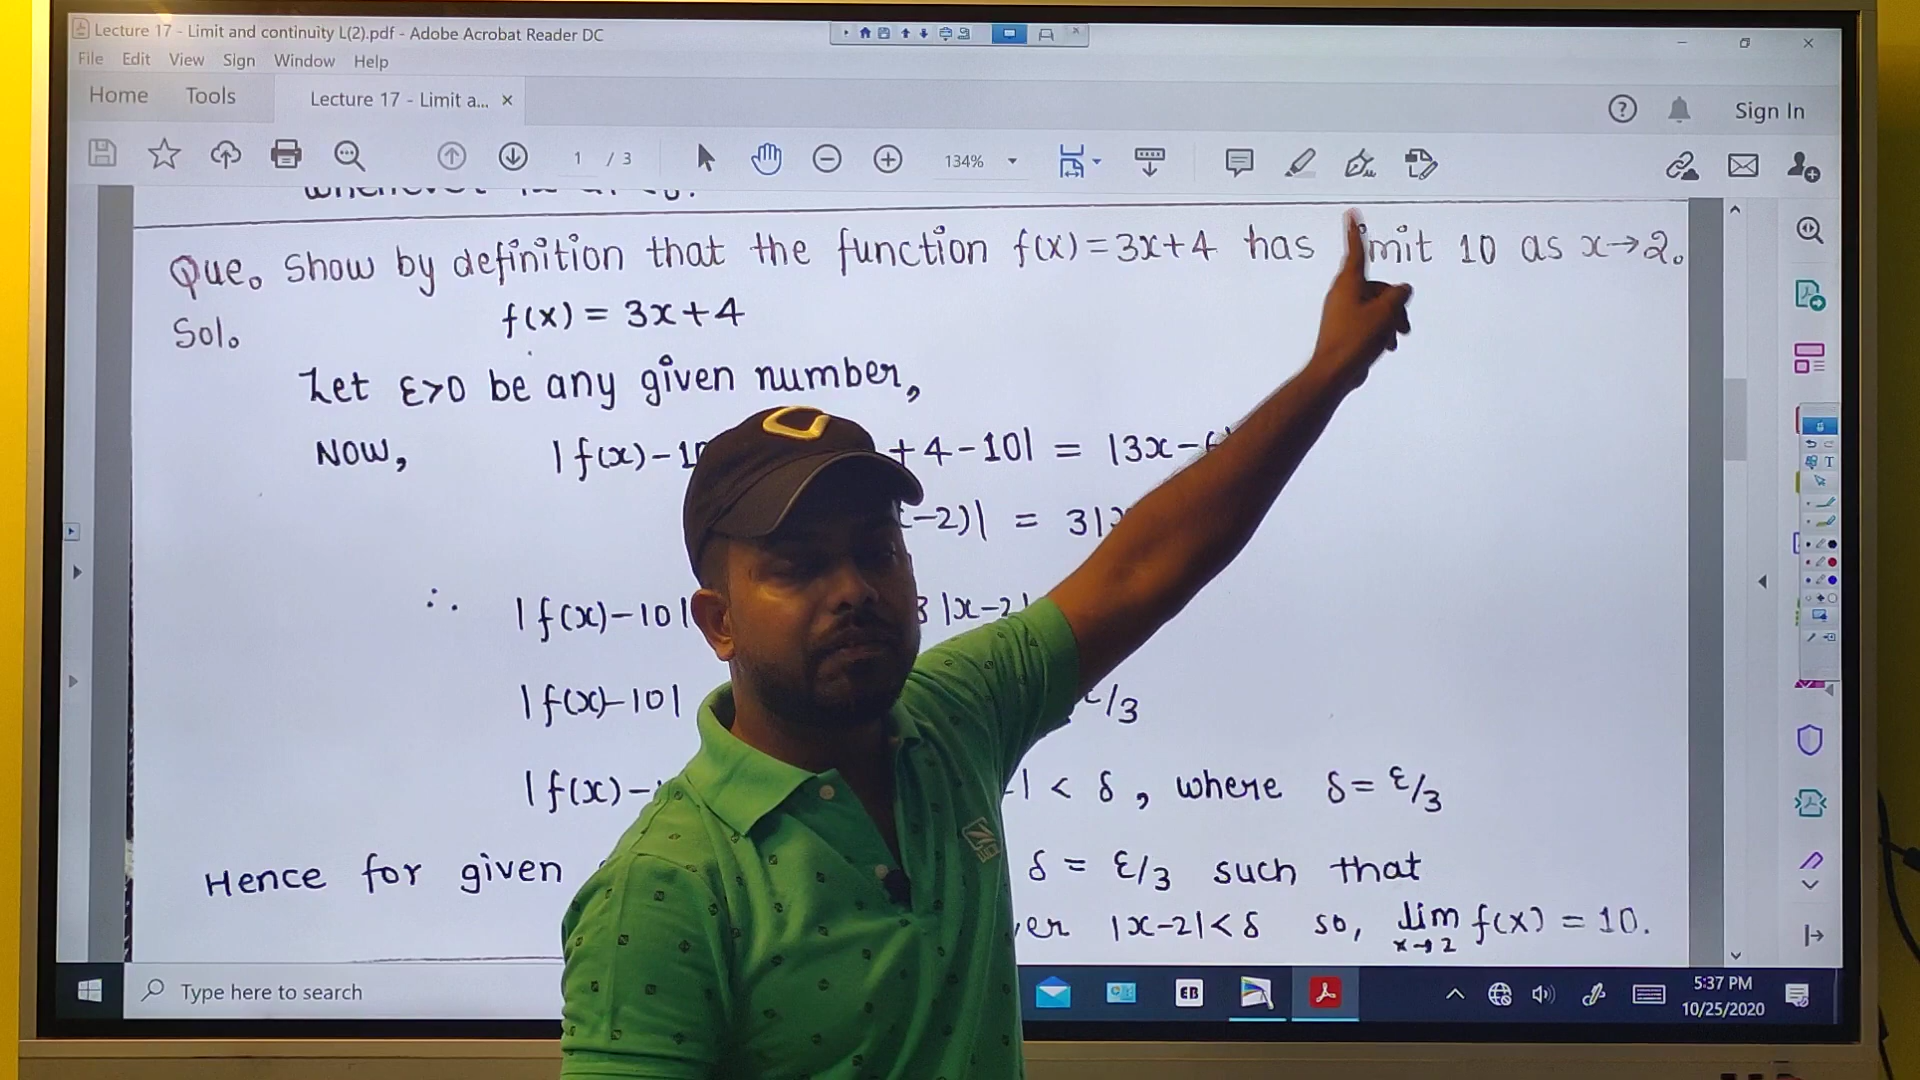 Lecture 17 - Limit and continuity L(2).pdf - Adobe Acrobat Reader DC
File Edit View Sign Window Help
Home Tools Lecture 17 - Limit a... × Sign In
1 / 3 134%
Que. Show by definition that the function f(x) = 3x+4 has limit 10 as x→2.
Sol. f(x) = 3x+4
Let ε>0 be any given number,
Now, |f(x)-10 +4-10| = |3x-6
-2)| = 3|x
∴ |f(x)-10| 3|x-2|
|f(x)-10| ε/3
|f(x)- | < δ, where δ = ε/3
Hence for given δ = ε/3 such that
|x-2|<δ so, lim x→2 f(x) = 10.
Type here to search EB 5:37 PM
10/25/2020